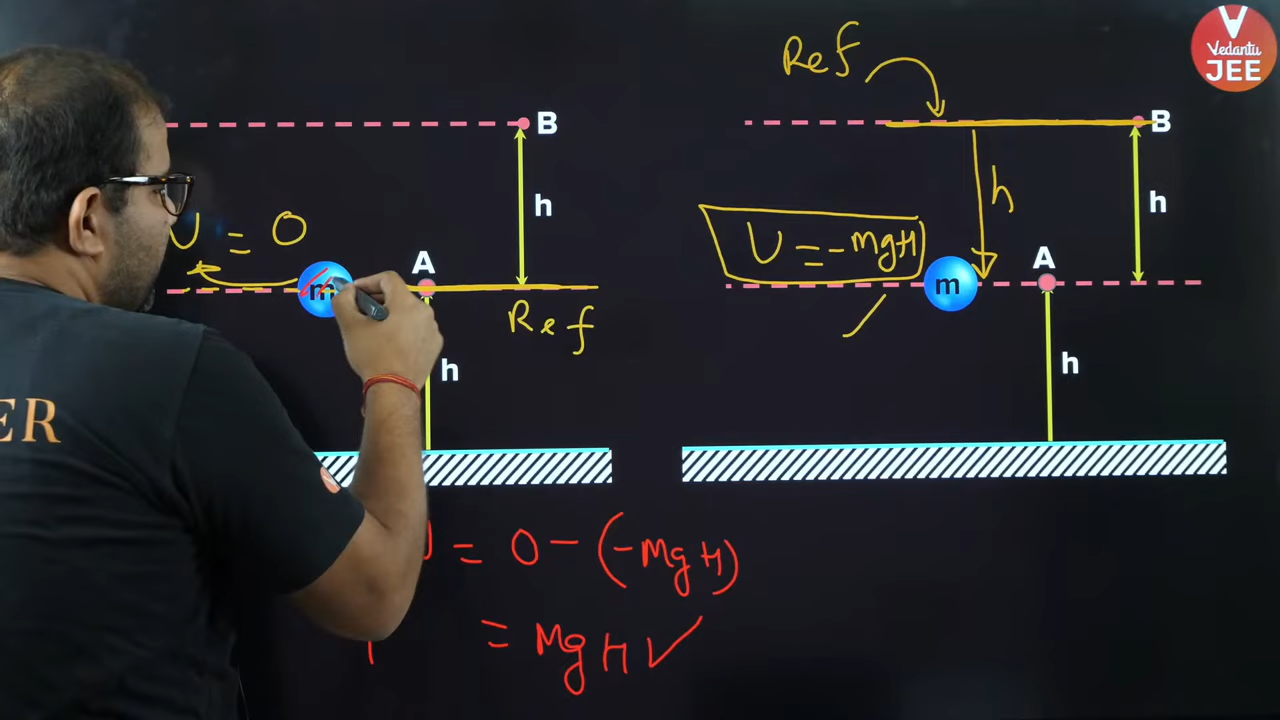 Vedantu
JEE
Ref
B
B
h
h
h
U = 0
U = -mgH
A
A
m
m
Ref
h
h
ER
= 0 - (-MgH)
= MgH ✓